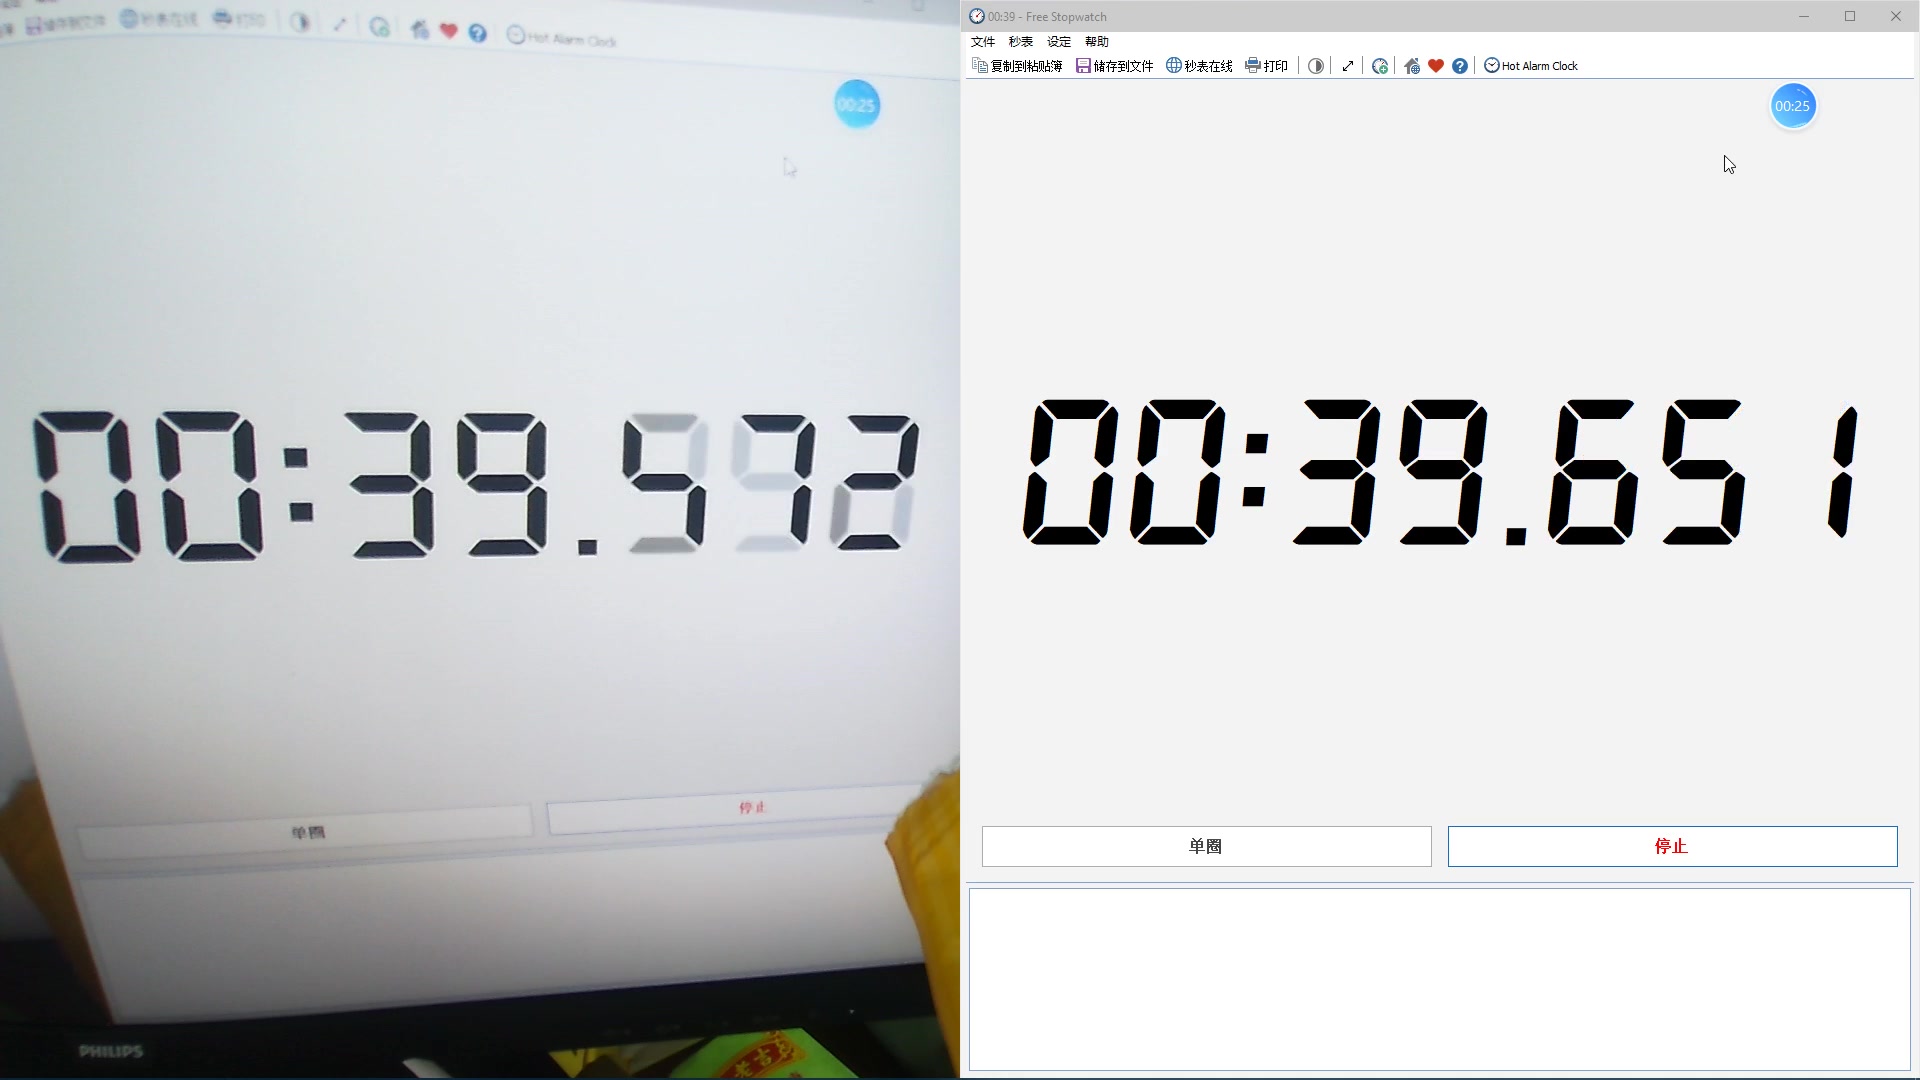 储存到文件 秒表在线 打印 Hot Alarm Clock
00:25
00:39.572
单圈 停止
PHILIPS
老吉
00:39 - Free Stopwatch
文件 秒表 设定 帮助
复制到粘贴簿 储存到文件 秒表在线 打印 Hot Alarm Clock
00:25
00:39.651
单圈 停止